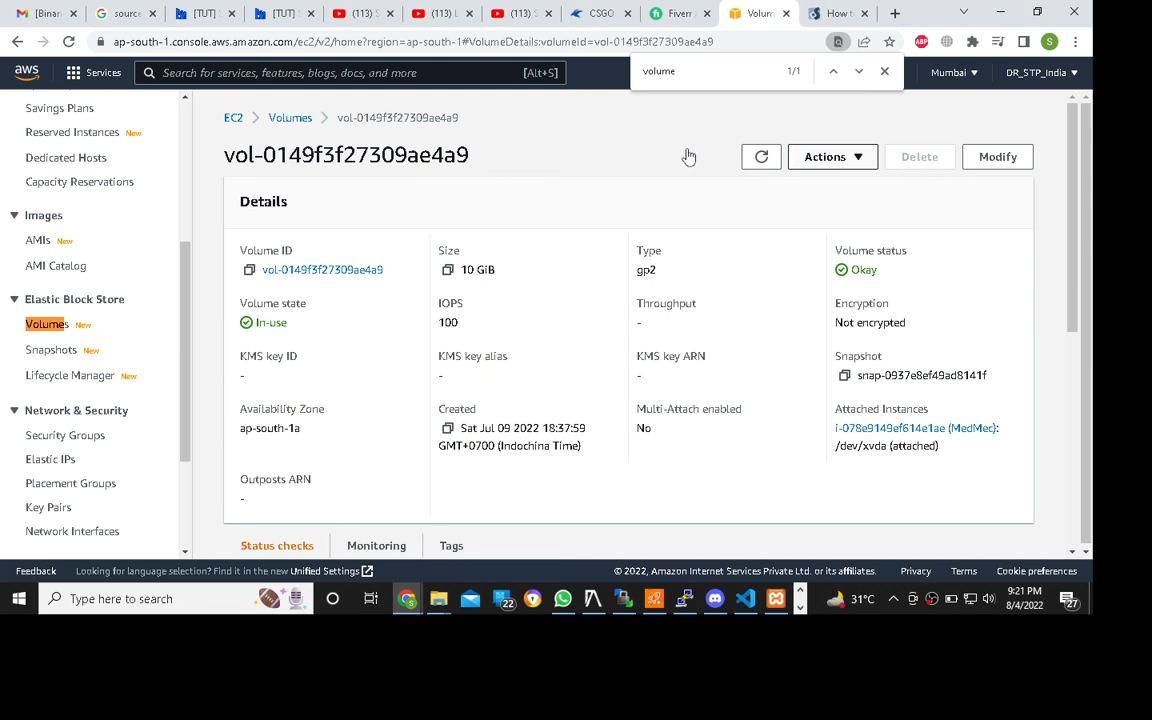 [Binan
source
[TUT]
[TUT]
(113)
(113) L
(113) S
CSGO
Fiverr
Volum
How to
ap-south-1.console.aws.amazon.com/ec2/v2/home?region=ap-south-1#VolumeDetails:volumeId=vol-0149f3f27309ae4a9
ABP
S
aws
Services
Search for services, features, blogs, docs, and more
[Alt+S]
volume
1/1
Mumbai
DR_STP_India
Savings Plans
Reserved Instances New
Dedicated Hosts
Capacity Reservations
Images
AMIs New
AMI Catalog
Elastic Block Store
Volumes New
Snapshots New
Lifecycle Manager New
Network & Security
Security Groups
Elastic IPs
Placement Groups
Key Pairs
Network Interfaces
EC2
Volumes
vol-0149f3f27309ae4a9
vol-0149f3f27309ae4a9
Actions
Delete
Modify
Details
Volume ID
vol-0149f3f27309ae4a9
Size
10 GiB
Type
gp2
Volume status
Okay
Volume state
In-use
IOPS
100
Throughput
-
Encryption
Not encrypted
KMS key ID
-
KMS key alias
-
KMS key ARN
-
Snapshot
snap-0937e8ef49ad8141f
Availability Zone
ap-south-1a
Created
Sat Jul 09 2022 18:37:59
GMT+0700 (Indochina Time)
Multi-Attach enabled
No
Attached Instances
i-078e9149ef614e1ae (MedMec):
/dev/xvda (attached)
Outposts ARN
-
Status checks
Monitoring
Tags
Feedback
Looking for language selection? Find it in the new Unified Settings
© 2022, Amazon Internet Services Private Ltd. or its affiliates.
Privacy
Terms
Cookie preferences
Type here to search
22
31°C
9:21 PM
8/4/2022
27